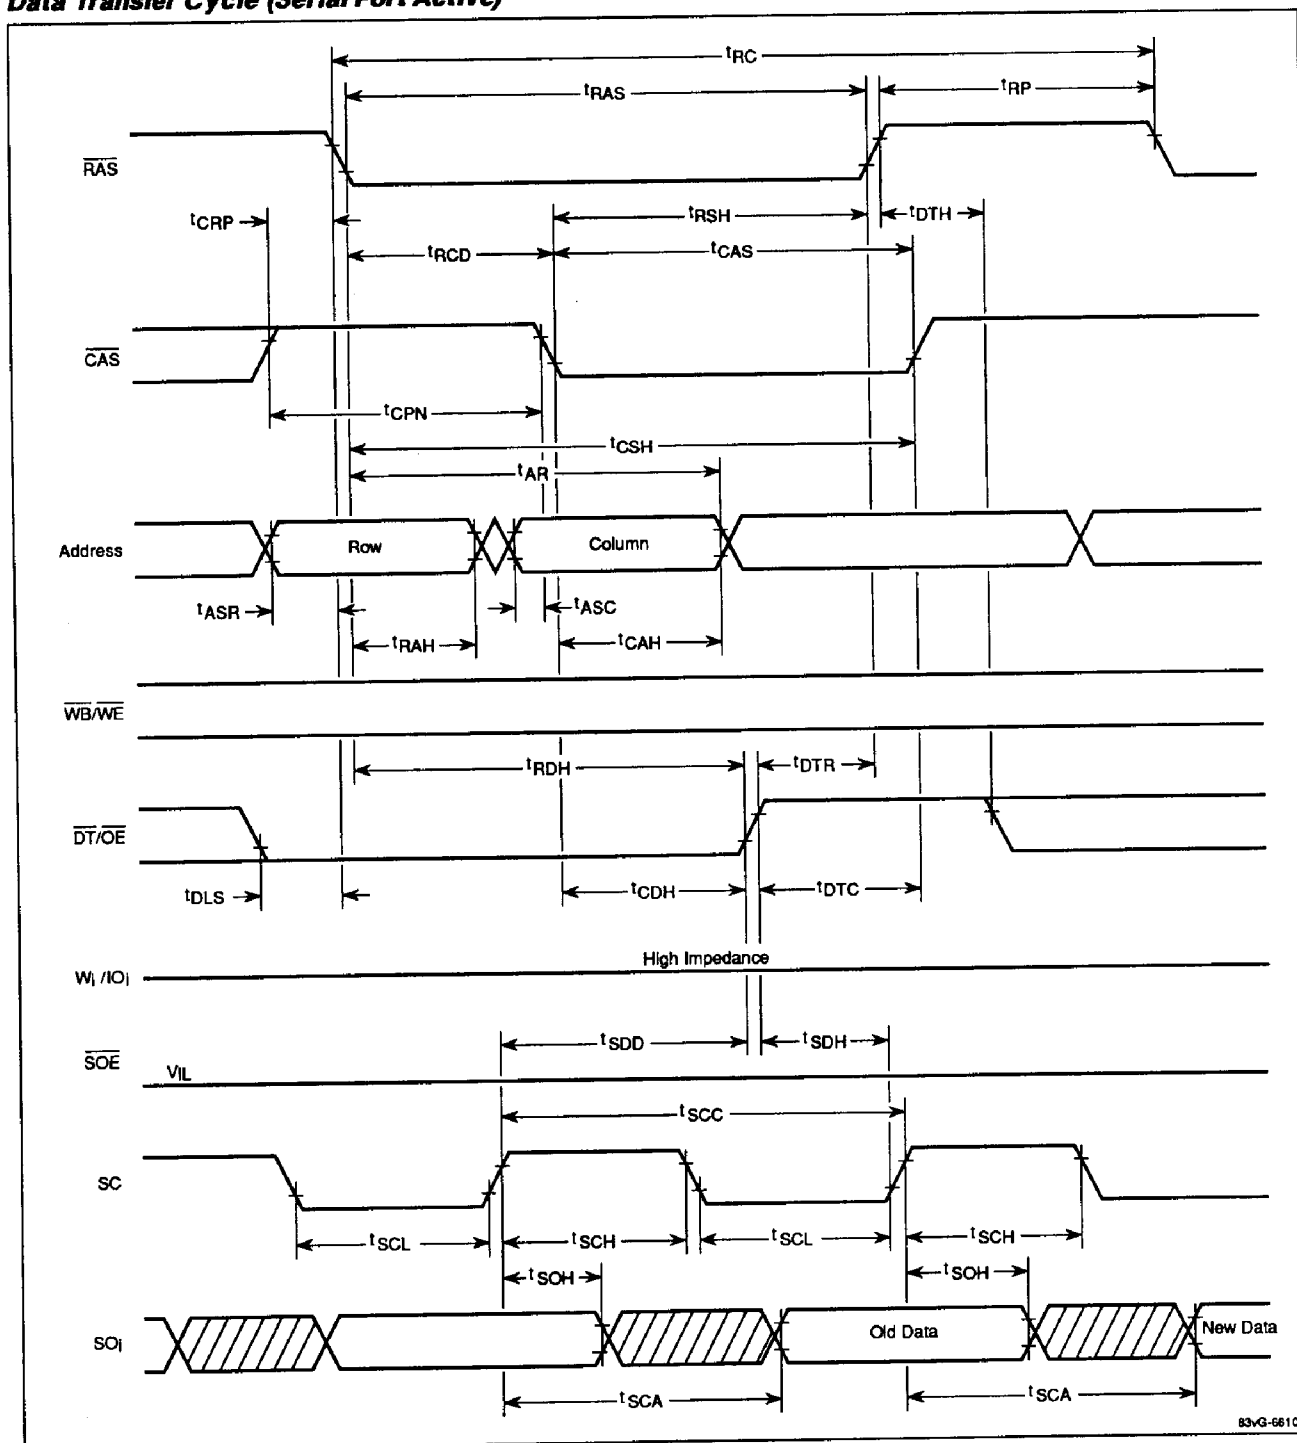 Data Transfer Cycle (Serial Port Active)
tRC
tRAS
tRP
RAS
tCRP
tRSH
tDTH
tRCD
tCAS
CAS
tCPN
tCSH
tAR
Address
Row
Column
tASR
tASC
tRAH
tCAH
WB/WE
tRDH
tDTR
DT/OE
tDLS
tCDH
tDTC
High Impedance
Wi /IOi
tSDD
tSDH
SOE
VIL
tSCC
SC
tSCL
tSCH
tSCL
tSCH
tSOH
tSOH
SOi
Old Data
New Data
tSCA
tSCA
83vG-6610